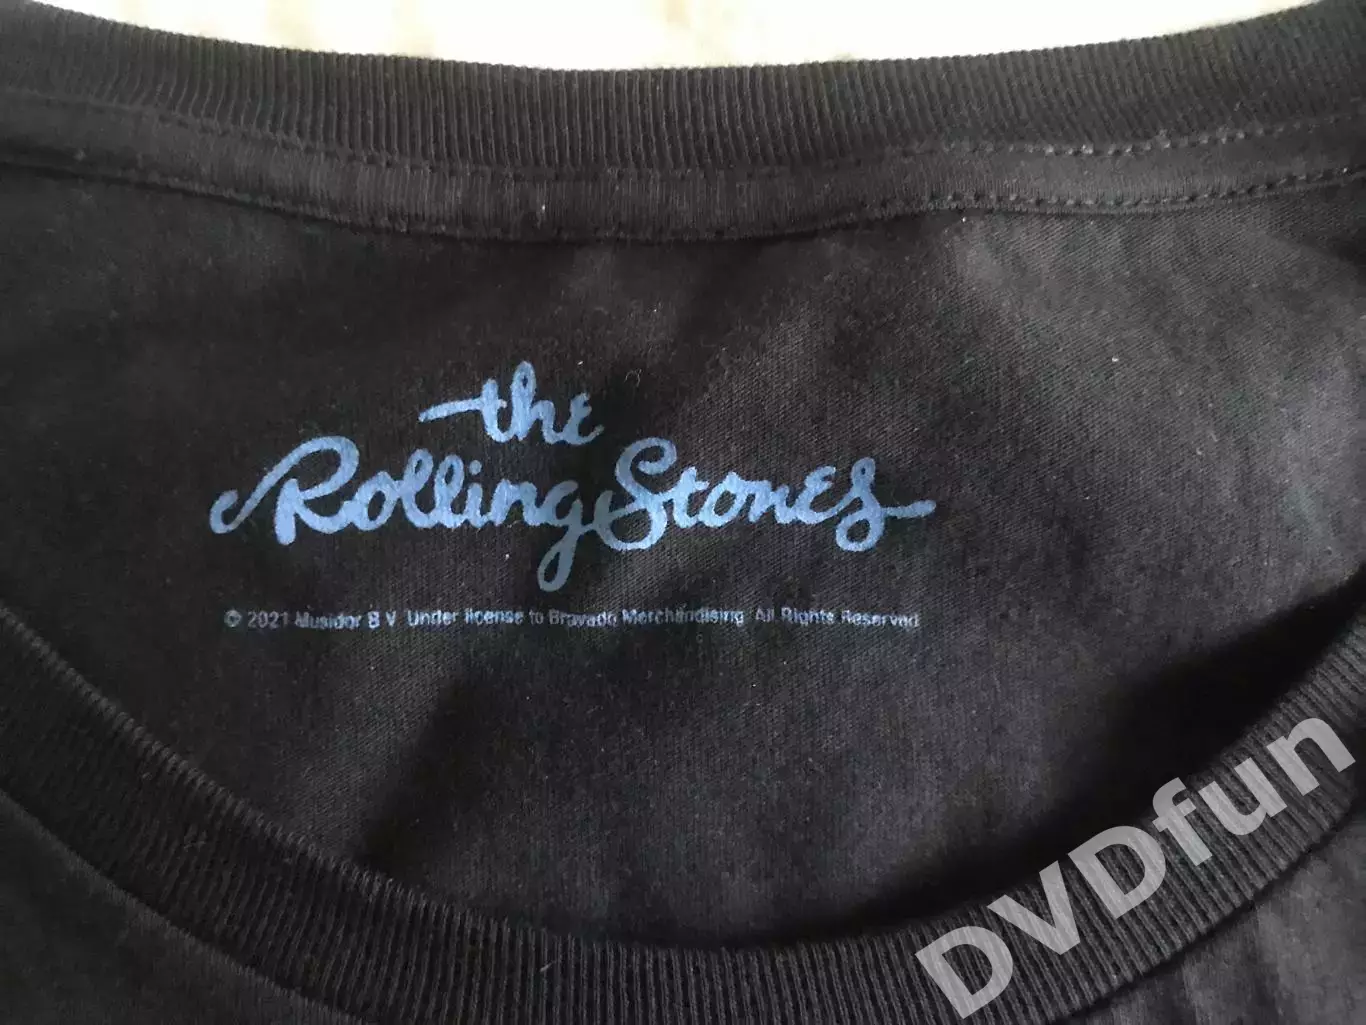 the
Rolling Stones
© 2021 Musidor B V. Under license to Bravado Merchandising All Rights Reserved
DVDfun